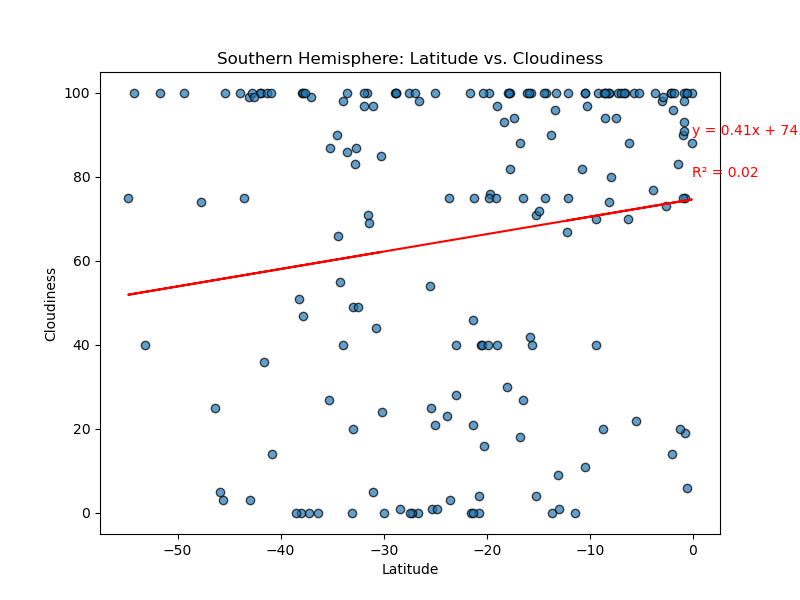 Southern Hemisphere: Latitude vs. Cloudiness
100
80
60
40
20
0
Cloudiness
y = 0.41x + 74.
R² = 0.02
−50
−40
−30
−20
−10
0
Latitude